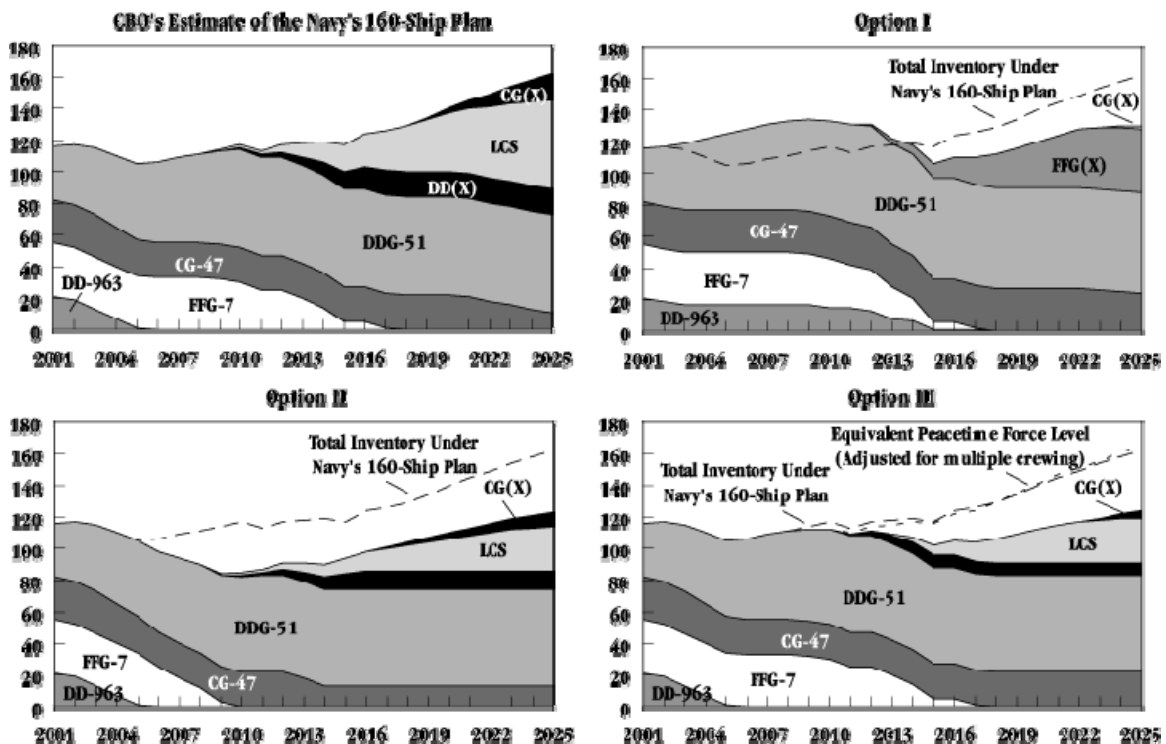 CBO's Estimate of the Navy's 160-Ship Plan
180
160
140
120
100
80
60
40
20
0
CG(X)
LCS
DD(X)
DDG-51
CG-47
DD-963
FFG-7
2001 2004 2007 2010 2013 2016 2019 2022 2025
Option I
180
160
140
120
100
80
60
40
20
0
Total Inventory Under
Navy's 160-Ship Plan
CG(X)
FFG(X)
DDG-51
CG-47
FFG-7
DD-963
2001 2004 2007 2010 2013 2016 2019 2022 2025
Option II
180
160
140
120
100
80
60
40
20
0
Total Inventory Under
Navy's 160-Ship Plan
CG(X)
LCS
DDG-51
FFG-7
CG-47
DD-963
2001 2004 2007 2010 2013 2016 2019 2022 2025
Option III
180
160
140
120
100
80
60
40
20
0
Equivalent Peacetime Force Level
(Adjusted for multiple crewing)
Total Inventory Under
Navy's 160-Ship Plan
CG(X)
LCS
DDG-51
CG-47
FFG-7
DD-963
2001 2004 2007 2010 2013 2016 2019 2022 2025